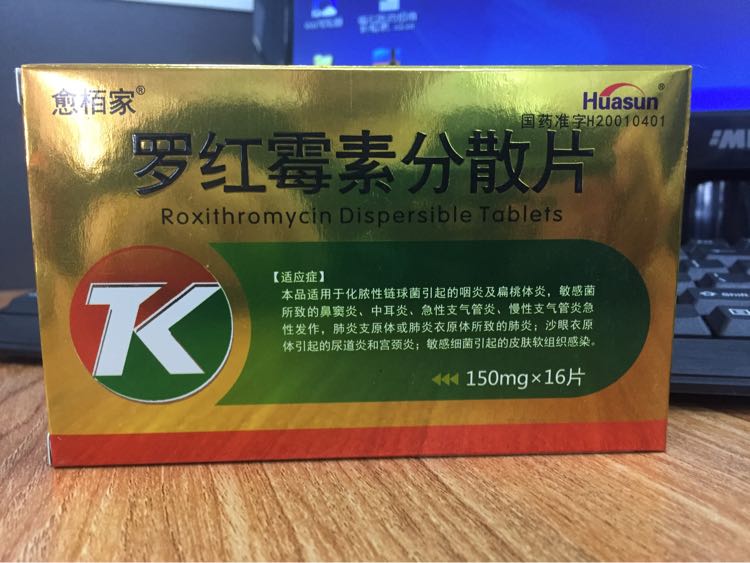 愈栢家®
Huasun®
国药准字H20010401
罗红霉素分散片
Roxithromycin Dispersible Tablets
TK
【适应症】
本品适用于化脓性链球菌引起的咽炎及扁桃体炎，敏感菌
所致的鼻窦炎、中耳炎、急性支气管炎、慢性支气管炎急
性发作，肺炎支原体或肺炎衣原体所致的肺炎；沙眼衣原
体引起的尿道炎和宫颈炎；敏感细菌引起的皮肤软组织感染。
150mg×16片